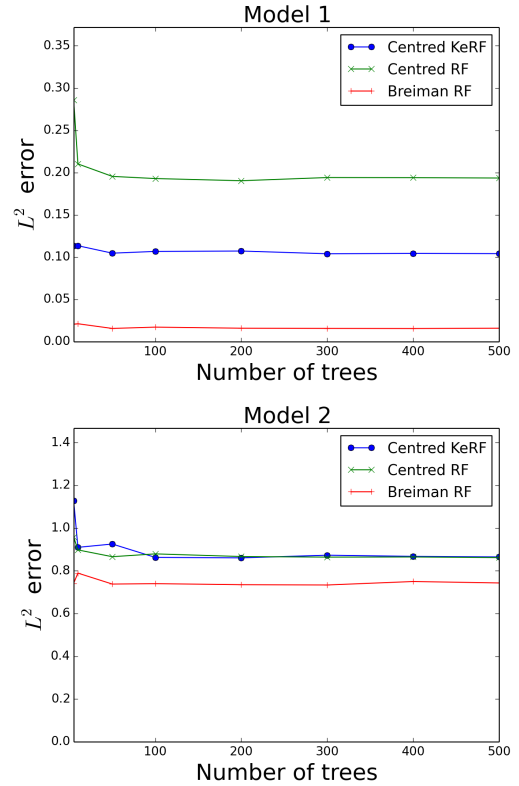 Model 1
0.35
0.30
0.25
0.20
0.15
0.10
0.05
0.00
L² error
Centred KeRF
Centred RF
Breiman RF
100 200 300 400 500
Number of trees
Model 2
1.4
1.2
1.0
0.8
0.6
0.4
0.2
0.0
L² error
Centred KeRF
Centred RF
Breiman RF
100 200 300 400 500
Number of trees